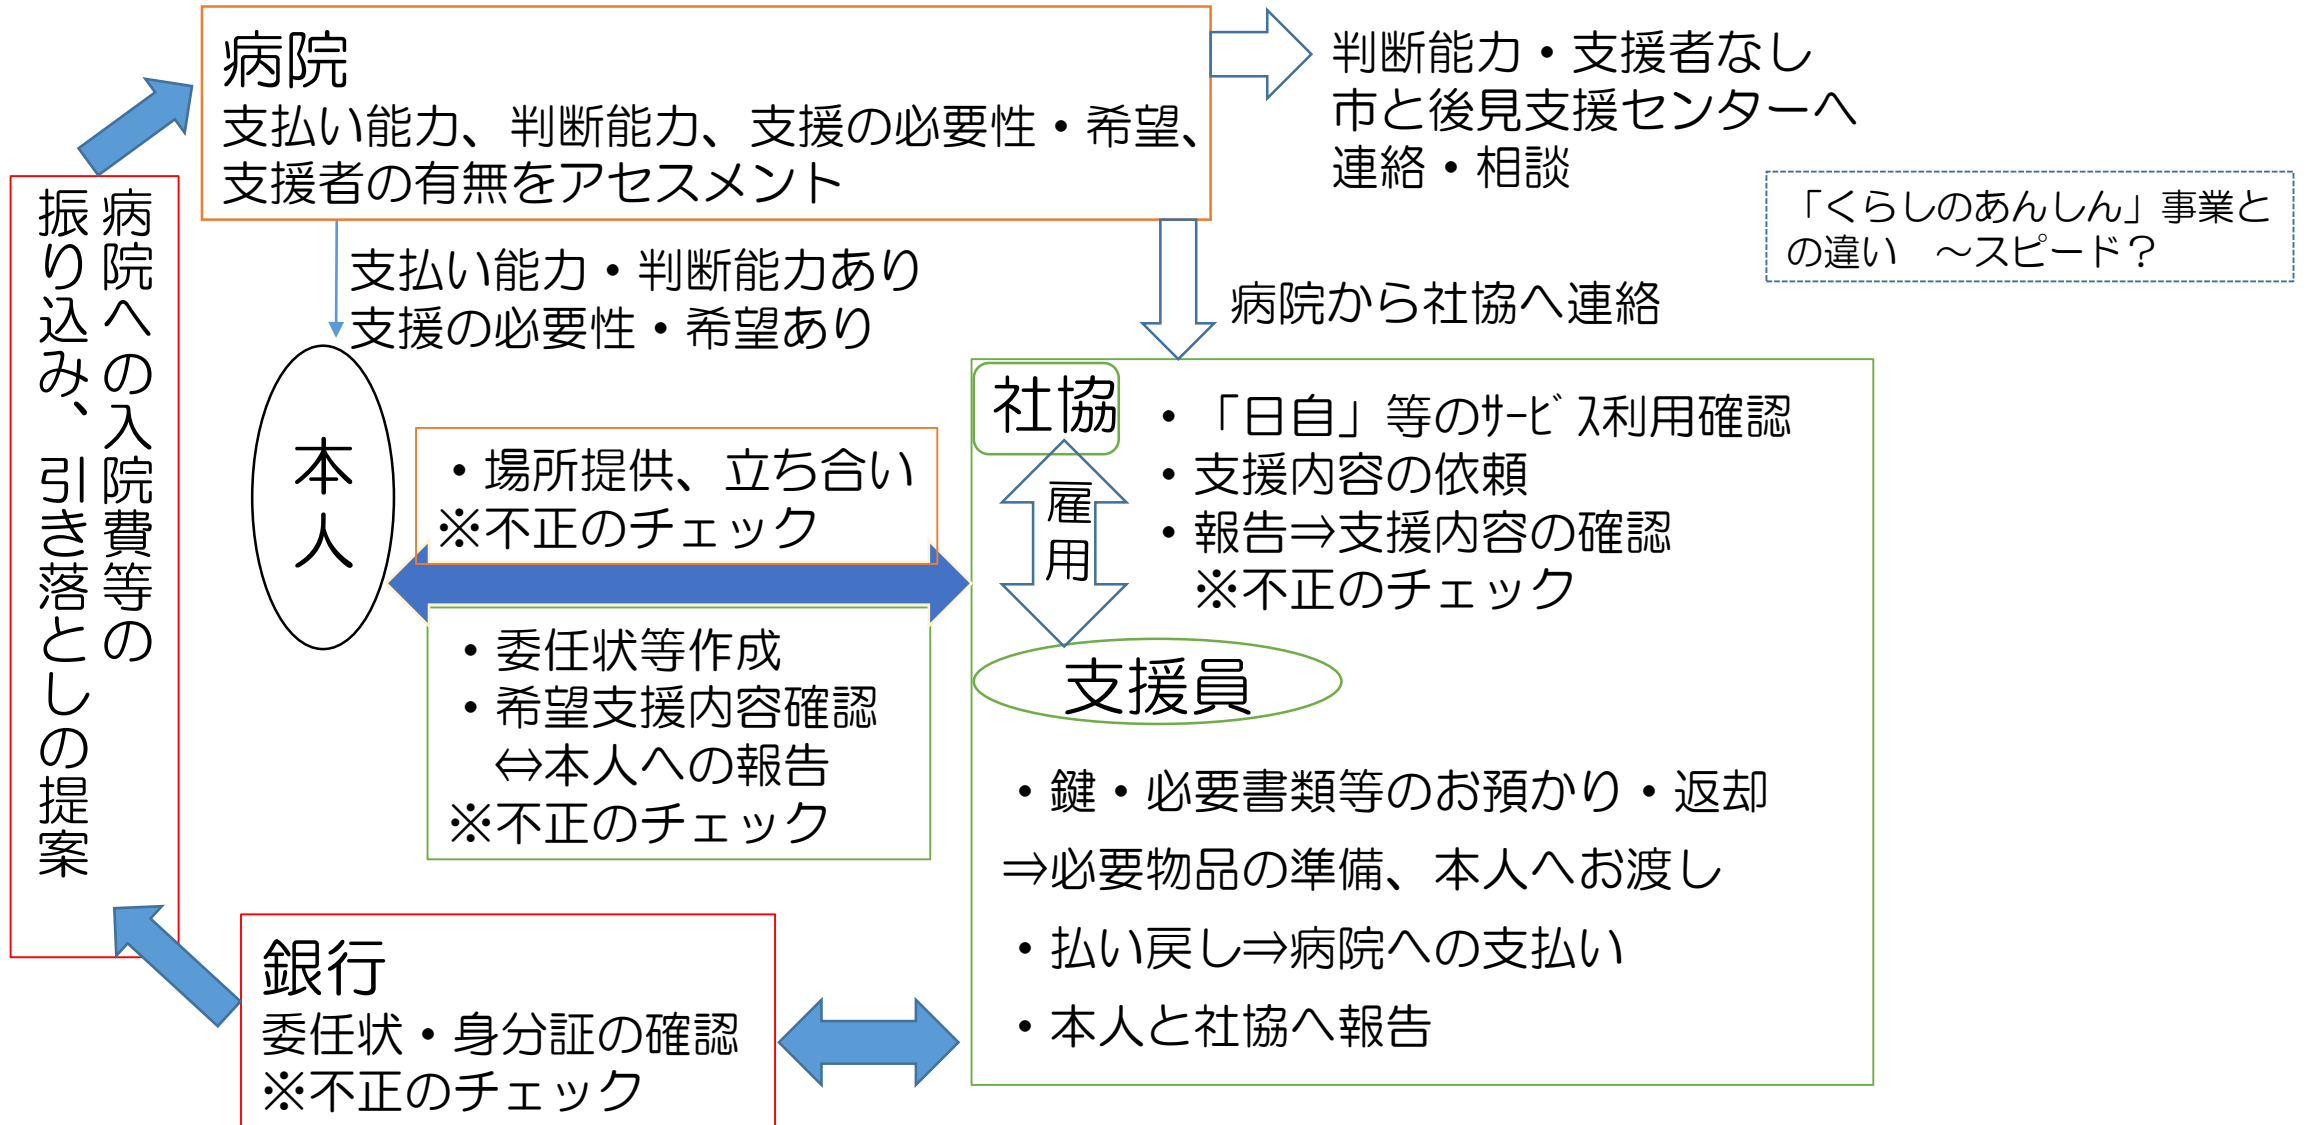 病院
支払い能力、判断能力、支援の必要性・希望、
支援者の有無をアセスメント
判断能力・支援者なし
市と後見支援センターへ
連絡・相談
「くらしのあんしん」事業と
の違い　～スピード？
病院への入院費等の
振り込み、引き落としの提案
支払い能力・判断能力あり
支援の必要性・希望あり
病院から社協へ連絡
本人
・場所提供、立ち合い
※不正のチェック
・委任状等作成
・希望支援内容確認
⇔本人への報告
※不正のチェック
社協
・「日自」等のｻｰﾋﾞｽ利用確認
・支援内容の依頼
・報告⇒支援内容の確認
※不正のチェック
雇用
支援員
・鍵・必要書類等のお預かり・返却
⇒必要物品の準備、本人へお渡し
・払い戻し⇒病院への支払い
・本人と社協へ報告
銀行
委任状・身分証の確認
※不正のチェック